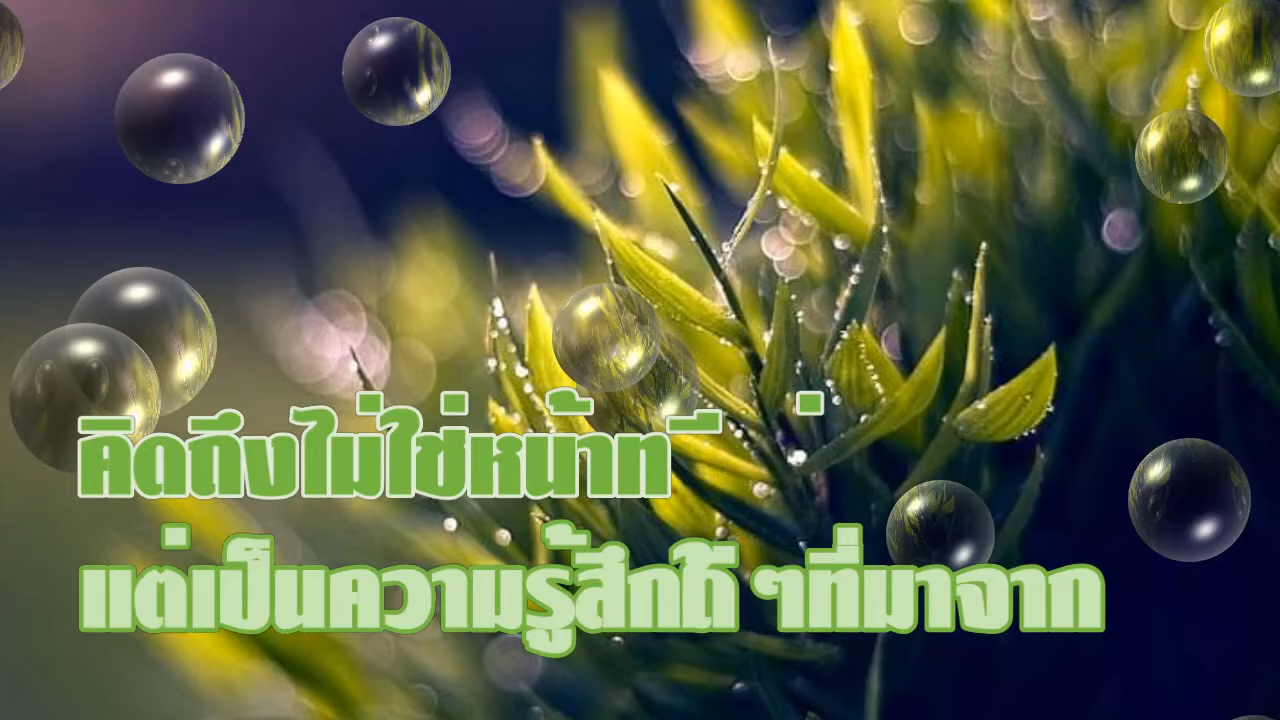 คิดถึงไม่ใช่หน้าที ่
แต่เป็นความรู้สึกดี ๆที่มาจาก